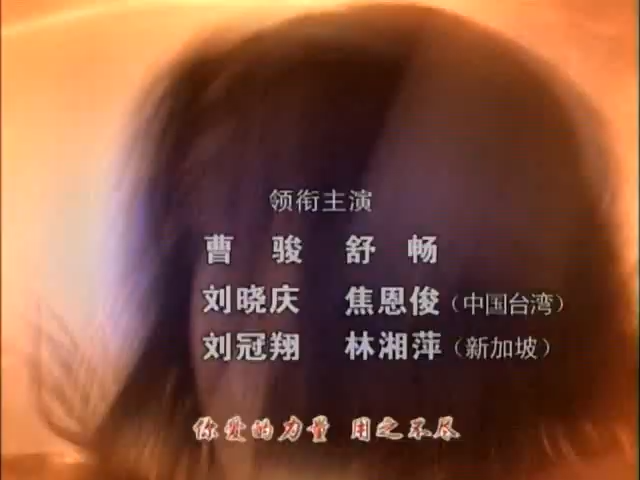 领衔主演
曹 骏 舒 畅
刘晓庆 焦恩俊(中国台湾)
刘冠翔 林湘萍(新加坡)
你爱的力量 用之不尽